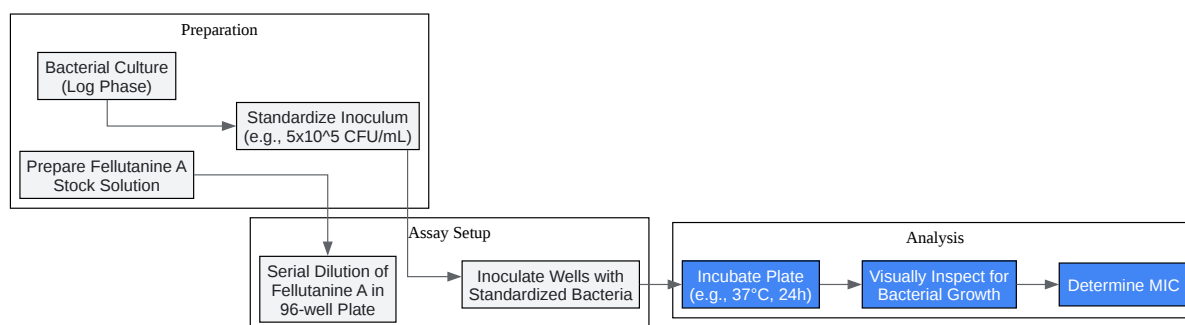 Preparation
Bacterial Culture
(Log Phase)
Standardize Inoculum
(e.g., 5x10^5 CFU/mL)
Prepare Fellutanine A
Stock Solution
Assay Setup
Serial Dilution of
Fellutanine A in
96-well Plate
Inoculate Wells with
Standardized Bacteria
Analysis
Incubate Plate
(e.g., 37°C, 24h)
Visually Inspect for
Bacterial Growth
Determine MIC